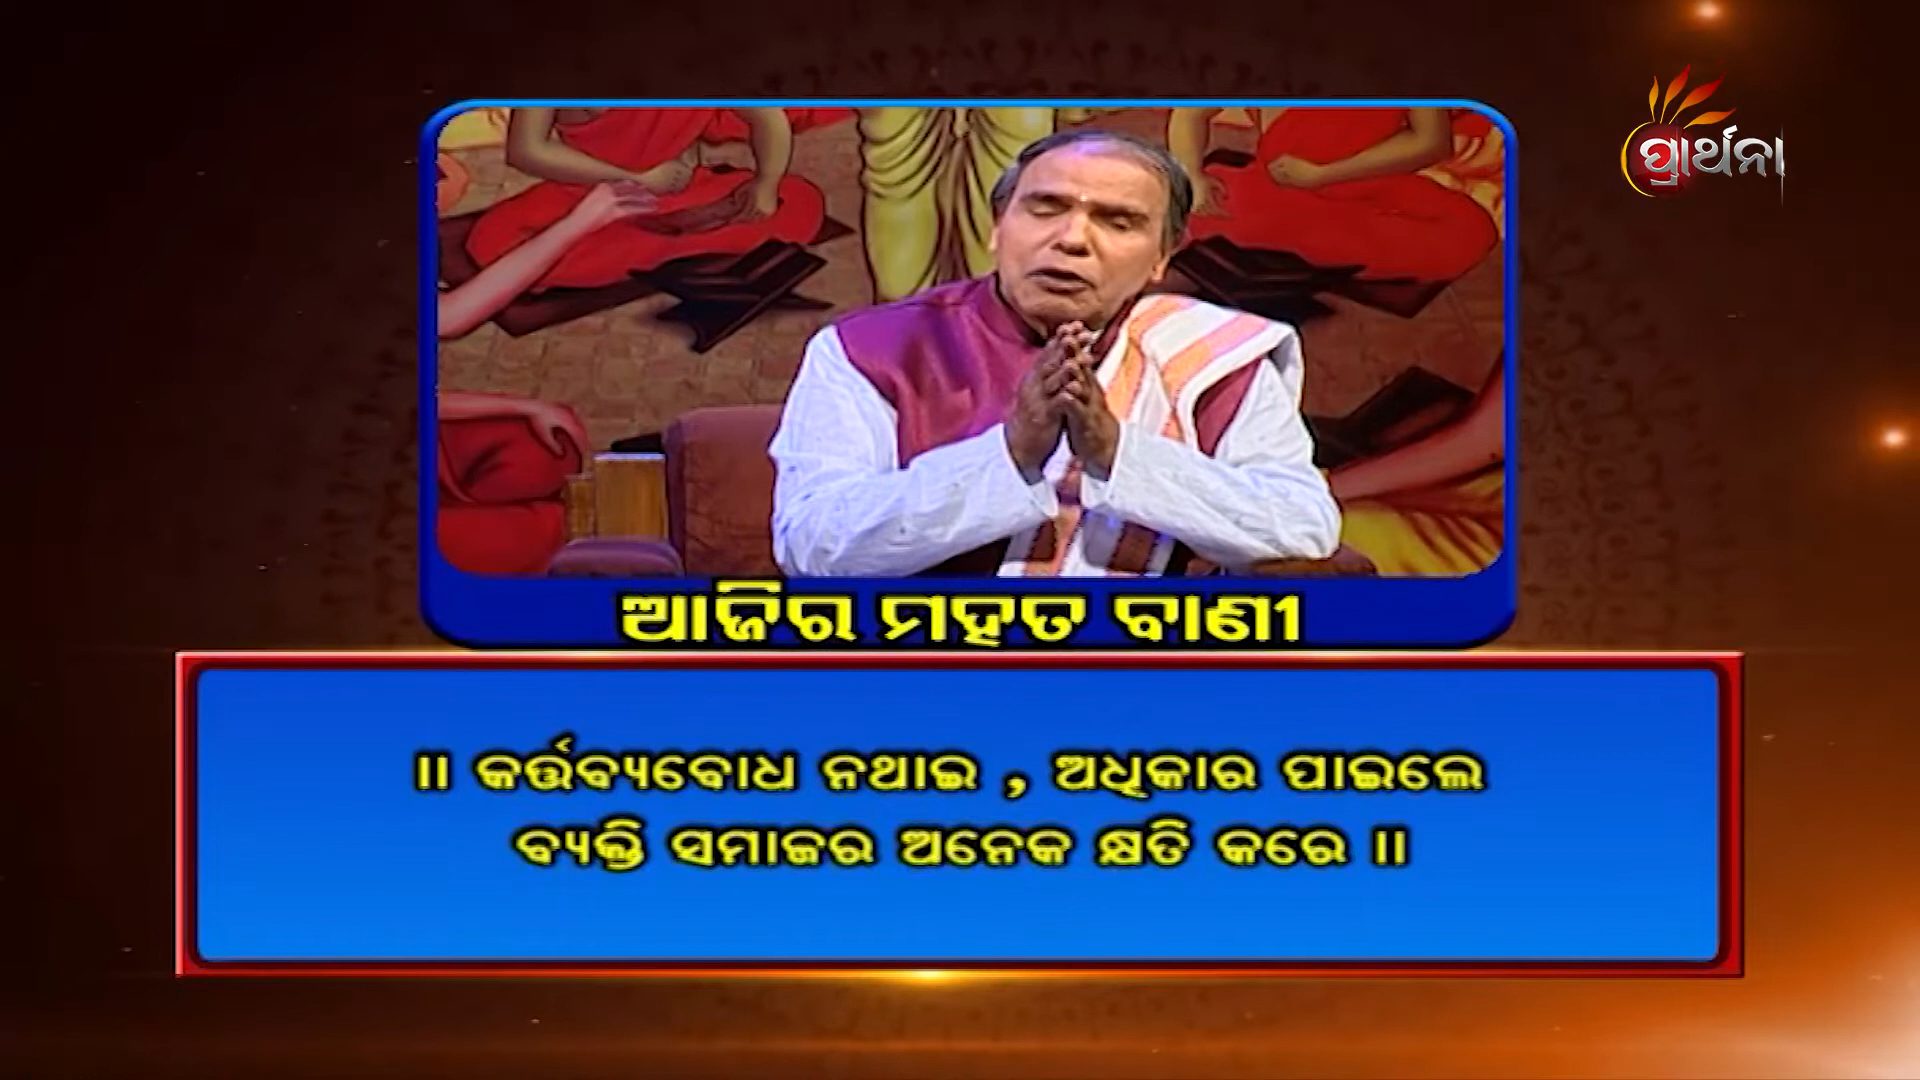 ପ୍ରାର୍ଥନା
ଆଜିର ମହତ ବାଣୀ
॥ କର୍ତ୍ତବ୍ୟବୋଧ ନଥାଇ , ଅଧିକାର ପାଇଲେ
ବ୍ୟକ୍ତି ସମାଜର ଅନେକ କ୍ଷତି କରେ ॥